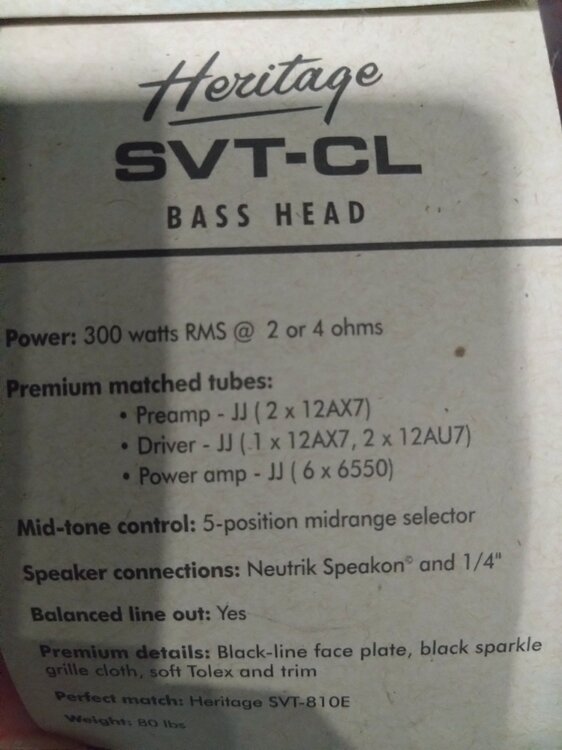 Heritage
SVT-CL
BASS HEAD
Power: 300 watts RMS @ 2 or 4 ohms
Premium matched tubes:
• Preamp - JJ ( 2 x 12AX7)
• Driver - JJ ( 1 x 12AX7, 2 x 12AU7)
• Power amp - JJ ( 6 x 6550)
Mid-tone control: 5-position midrange selector
Speaker connections: Neutrik Speakon© and 1/4"
Balanced line out: Yes
Premium details: Black-line face plate, black sparkle
grille cloth, soft Tolex and trim
Perfect match: Heritage SVT-810E
Weight: 80 lbs